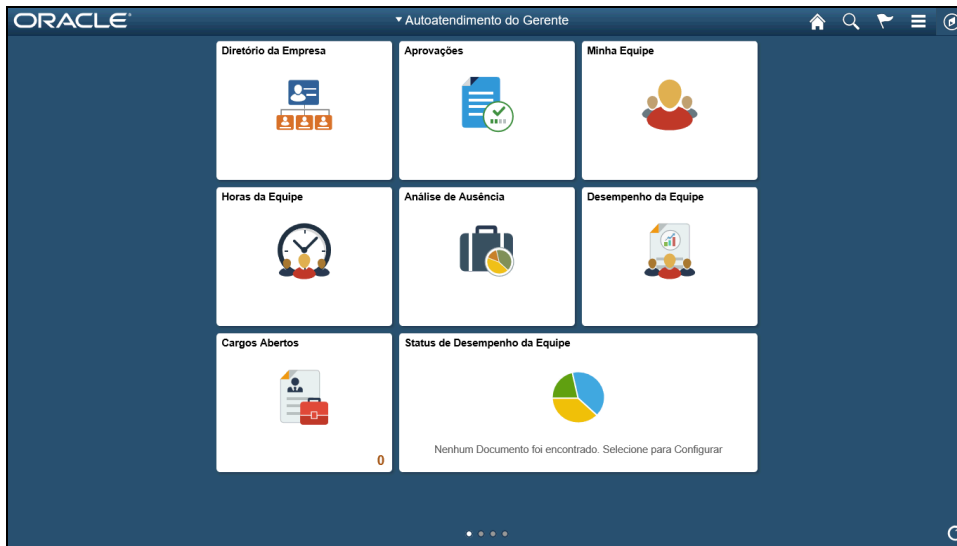 ORACLE
Autoatendimento do Gerente
Diretório da Empresa
Aprovações
Minha Equipe
Horas da Equipe
Análise de Ausência
Desempenho da Equipe
Cargos Abertos
0
Status de Desempenho da Equipe
Nenhum Documento foi encontrado. Selecione para Configurar